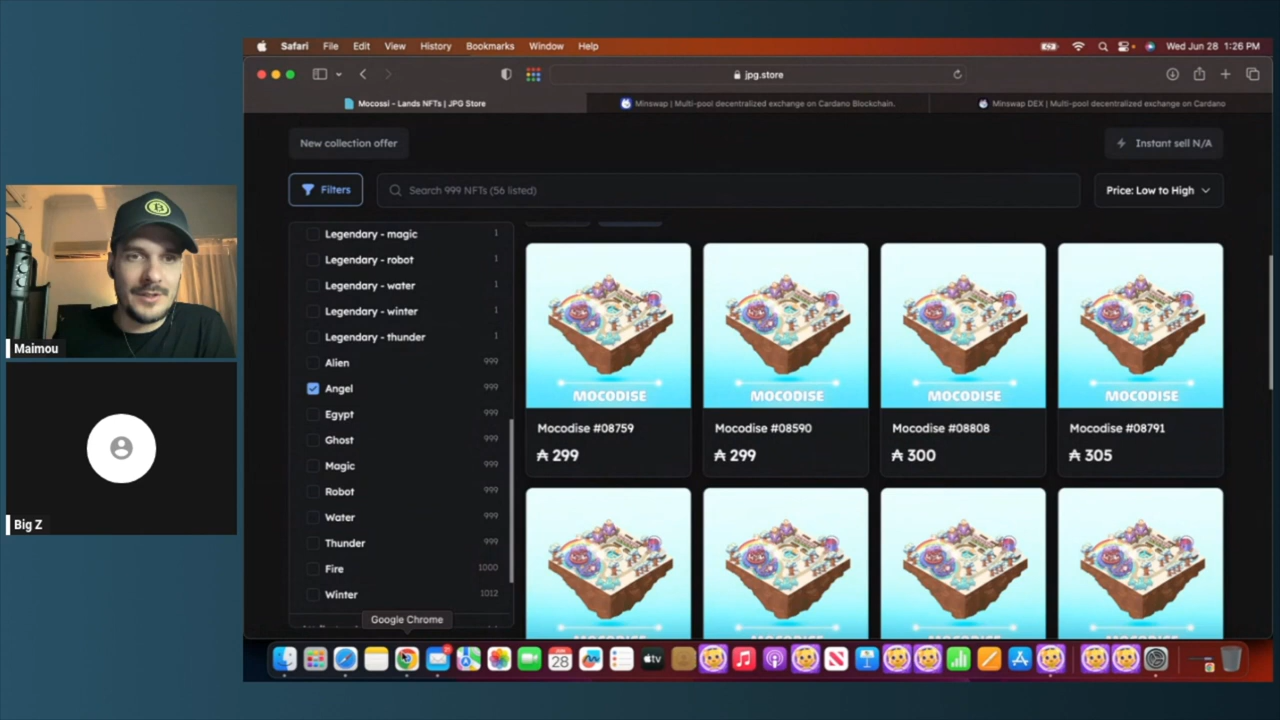 Safari File Edit View History Bookmarks Window Help
Wed Jun 28 1:26 PM
jpg.store
Mocossi - Lands NFTs | JPG Store
Minswap | Multi-pool decentralized exchange on Cardano Blockchain.
Minswap DEX | Multi-pool decentralized exchange on Cardano
New collection offer
Instant sell N/A
Filters
Search 999 NFTs (56 listed)
Price: Low to High
Legendary - magic 1
Legendary - robot 1
Legendary - water 1
Legendary - winter 1
Legendary - thunder 1
Alien 999
Angel 999
Egypt 999
Ghost 999
Magic 999
Robot 999
Water 999
Thunder 999
Fire 1000
Winter 1012
MOCODISE
MOCODISE
MOCODISE
MOCODISE
Mocodise #08759
Mocodise #08590
Mocodise #08808
Mocodise #08791
₳ 299
₳ 299
₳ 300
₳ 305
Google Chrome
JUN
28
tv
Maimou
Big Z